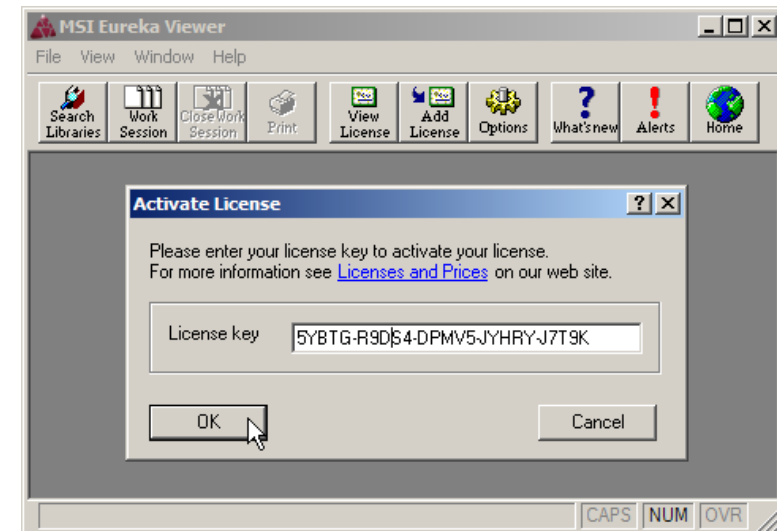 MSI Eureka Viewer
File View Window Help
Search Libraries
Work Session
Close Work Session
Print
View License
Add License
Options
What's new
Alerts
Home
Activate License
Please enter your license key to activate your license.
For more information see Licenses and Prices on our web site.
License key 5YBTG-R9DS4-DPMV5-JYHRY-J7T9K
OK Cancel
CAPS NUM OVR